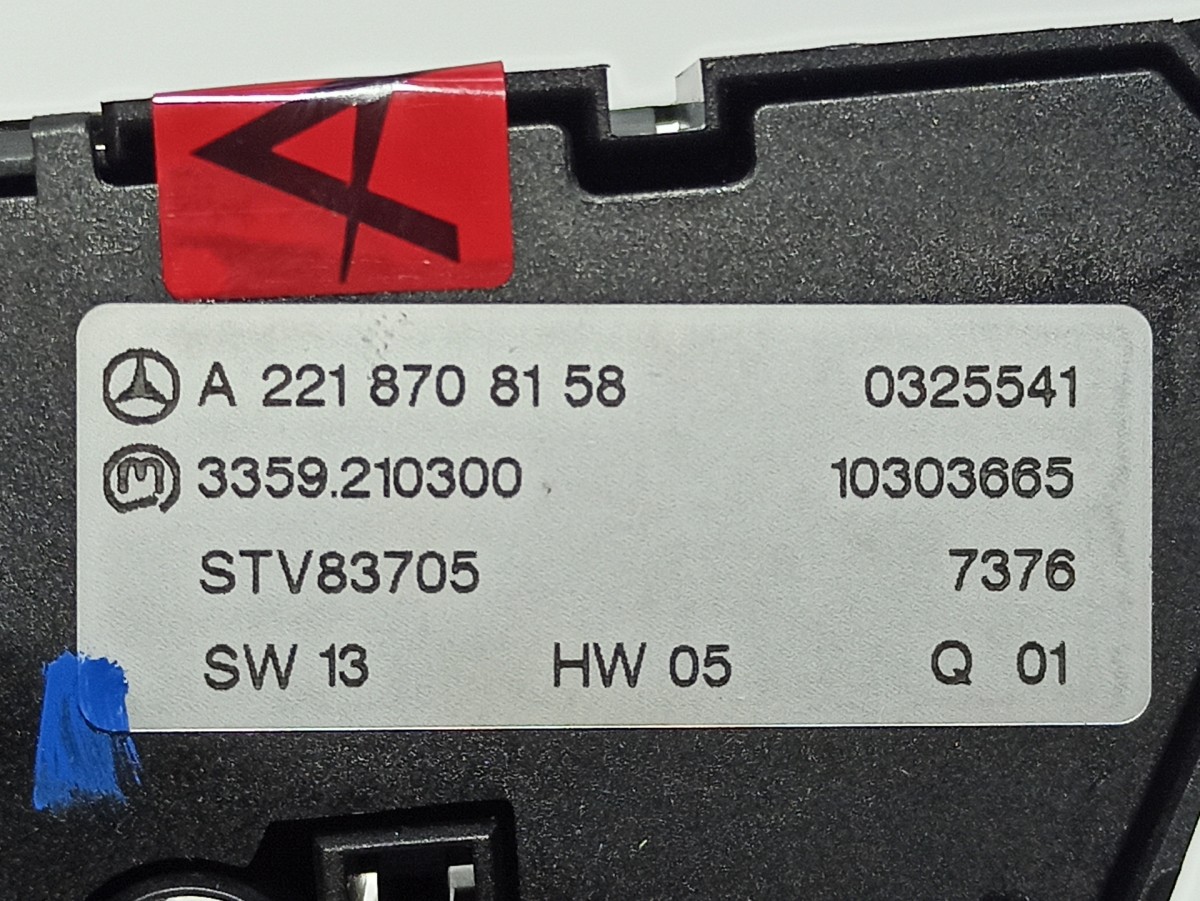 A
A 221 870 81 58 0325541
M 3359.210300 10303665
STV83705 7376
SW 13 HW 05 Q 01